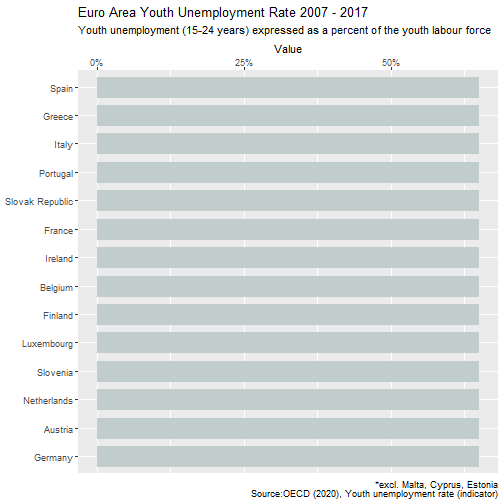 Euro Area Youth Unemployment Rate 2007 - 2017
Youth unemployment (15-24 years) expressed as a percent of the youth labour force
Value
0% 25% 50%
Spain
Greece
Italy
Portugal
Slovak Republic
France
Ireland
Belgium
Finland
Luxembourg
Slovenia
Netherlands
Austria
Germany
*excl. Malta, Cyprus, Estonia
Source:OECD (2020), Youth unemployment rate (indicator)